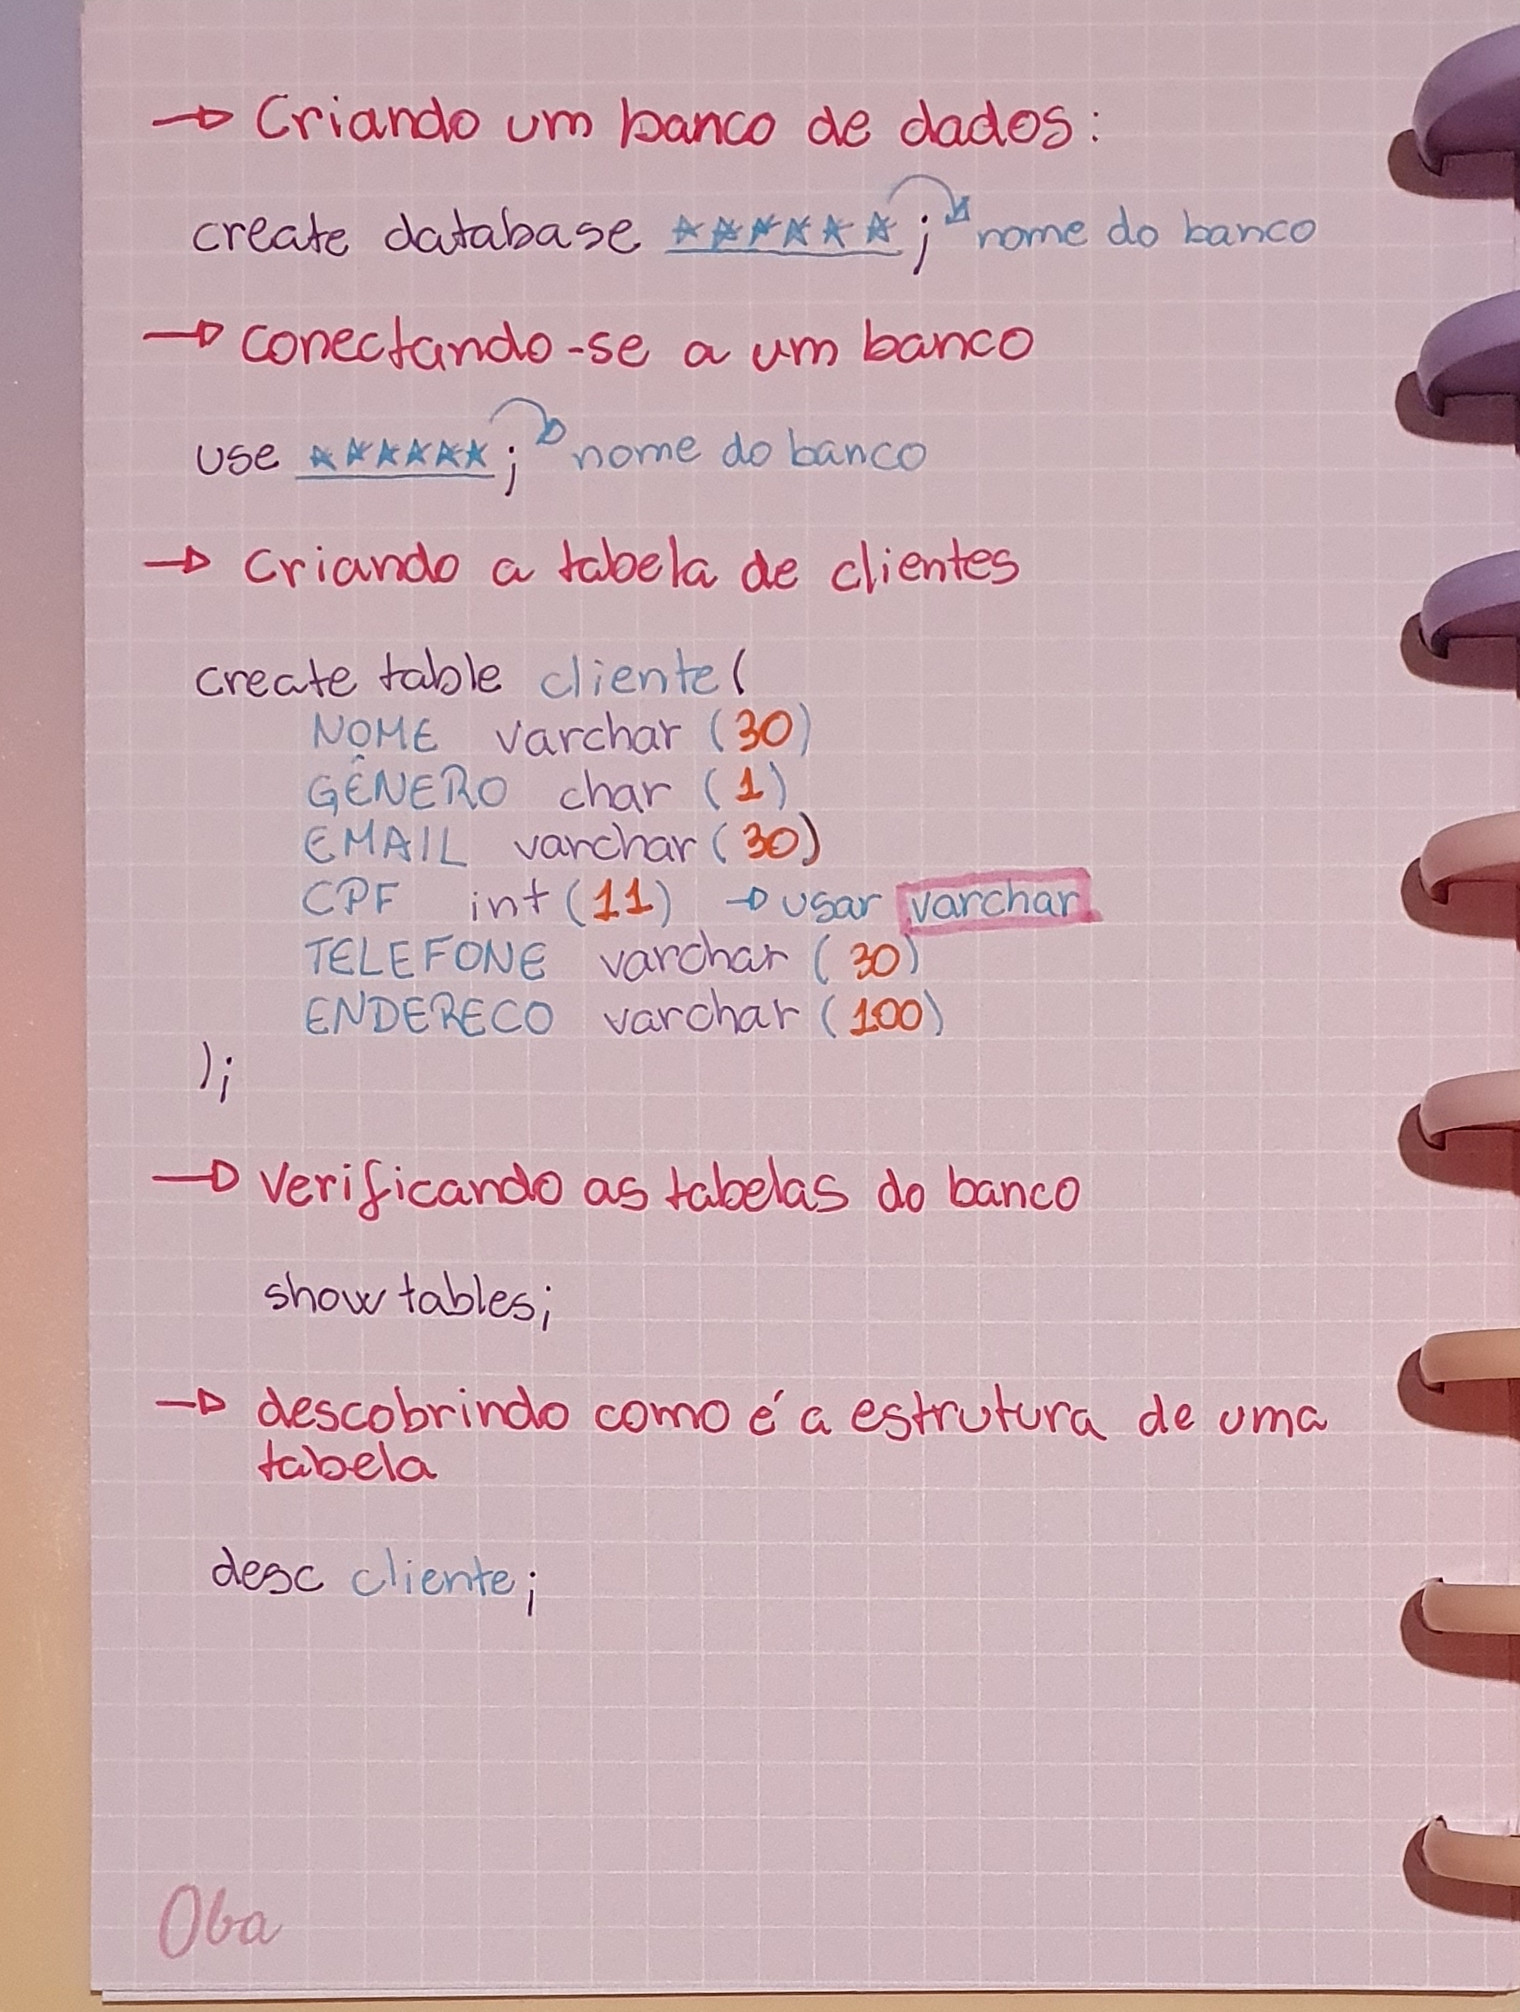 → Criando um banco de dados:
create database ******; → nome do banco
→ conectando-se a um banco
use ******; → nome do banco
→ criando a tabela de clientes
create table cliente(
NOME varchar (30)
GÊNERO char (1)
EMAIL varchar (30)
CPF int (11) → usar varchar
TELEFONE varchar (30)
ENDERECO varchar (100)
);
→ Verificando as tabelas do banco
show tables;
→ descobrindo como é a estrutura de uma
tabela
desc cliente;
Oba